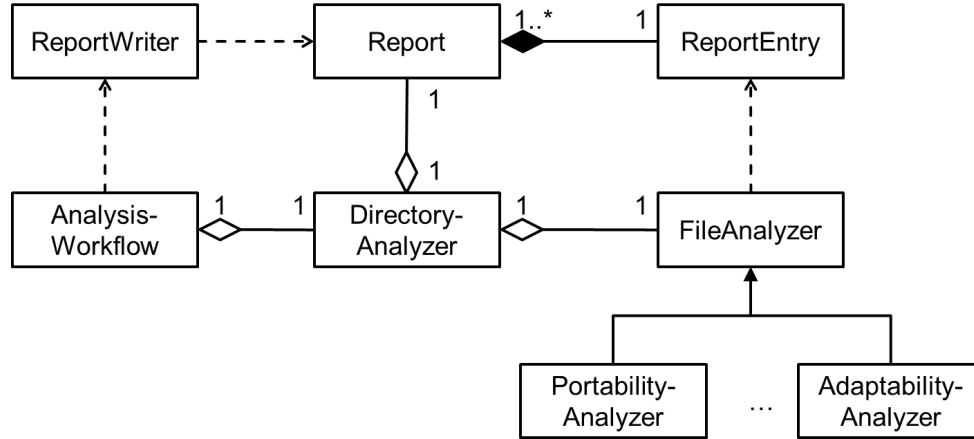 ReportWriter
Report
1..*
1
ReportEntry
1
1
Analysis-
Workflow
1
1
Directory-
Analyzer
1
1
FileAnalyzer
Portability-
Analyzer
...
Adaptability-
Analyzer